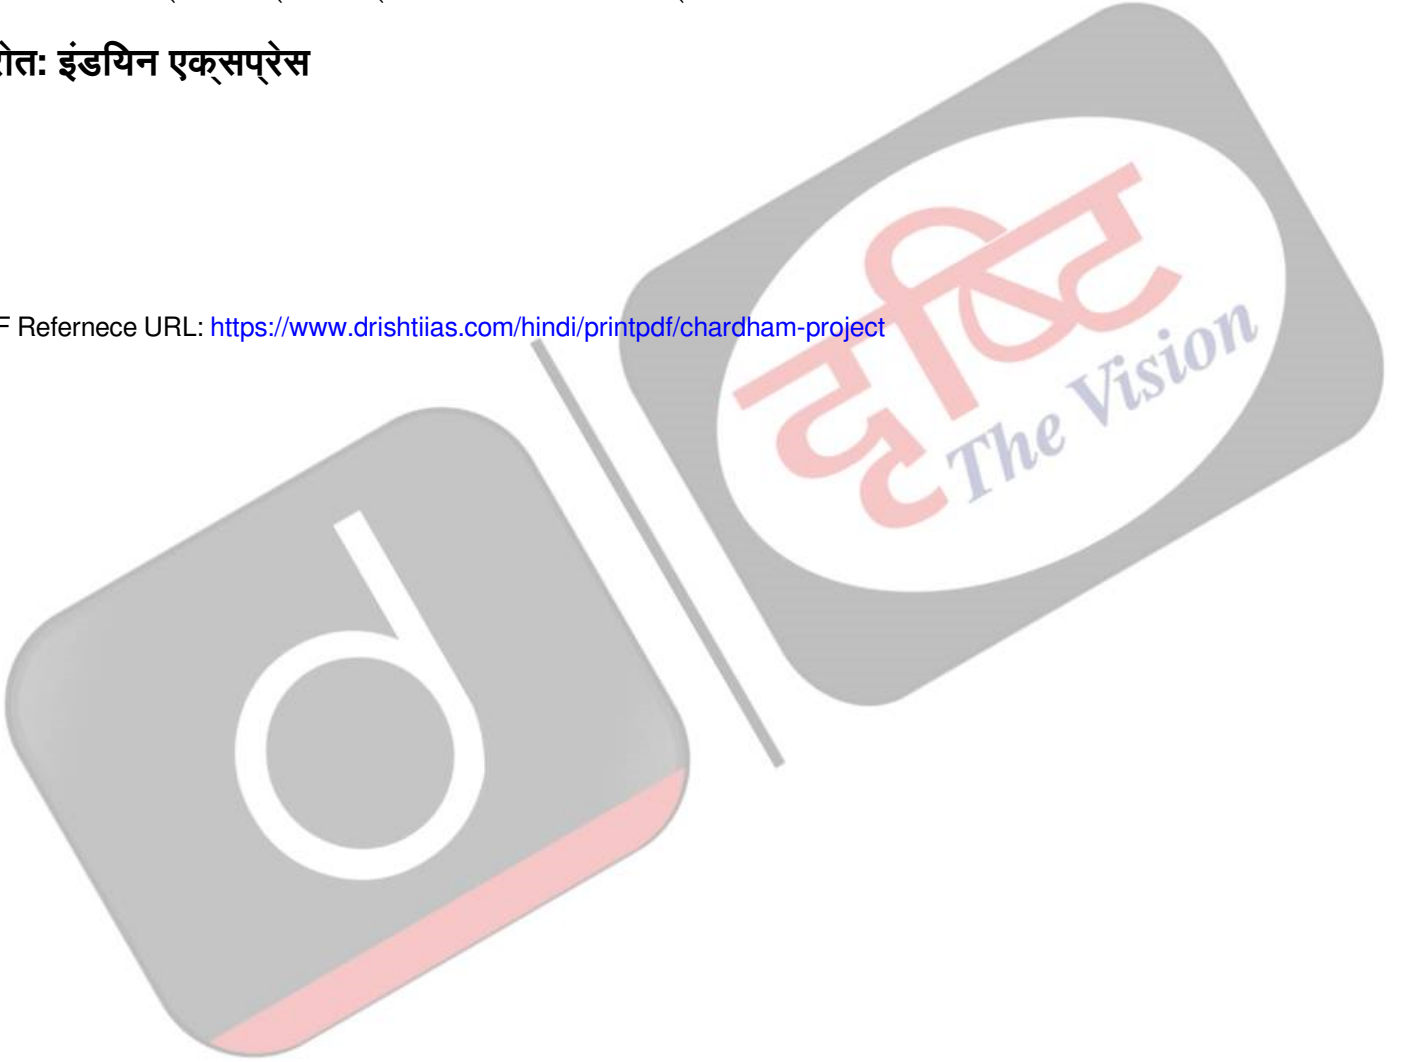 रोत: इंडियन एक्सप्रेस
F Refernece URL: https://www.drishtiias.com/hindi/printpdf/chardham-project
दृष्टि
The Vision
d